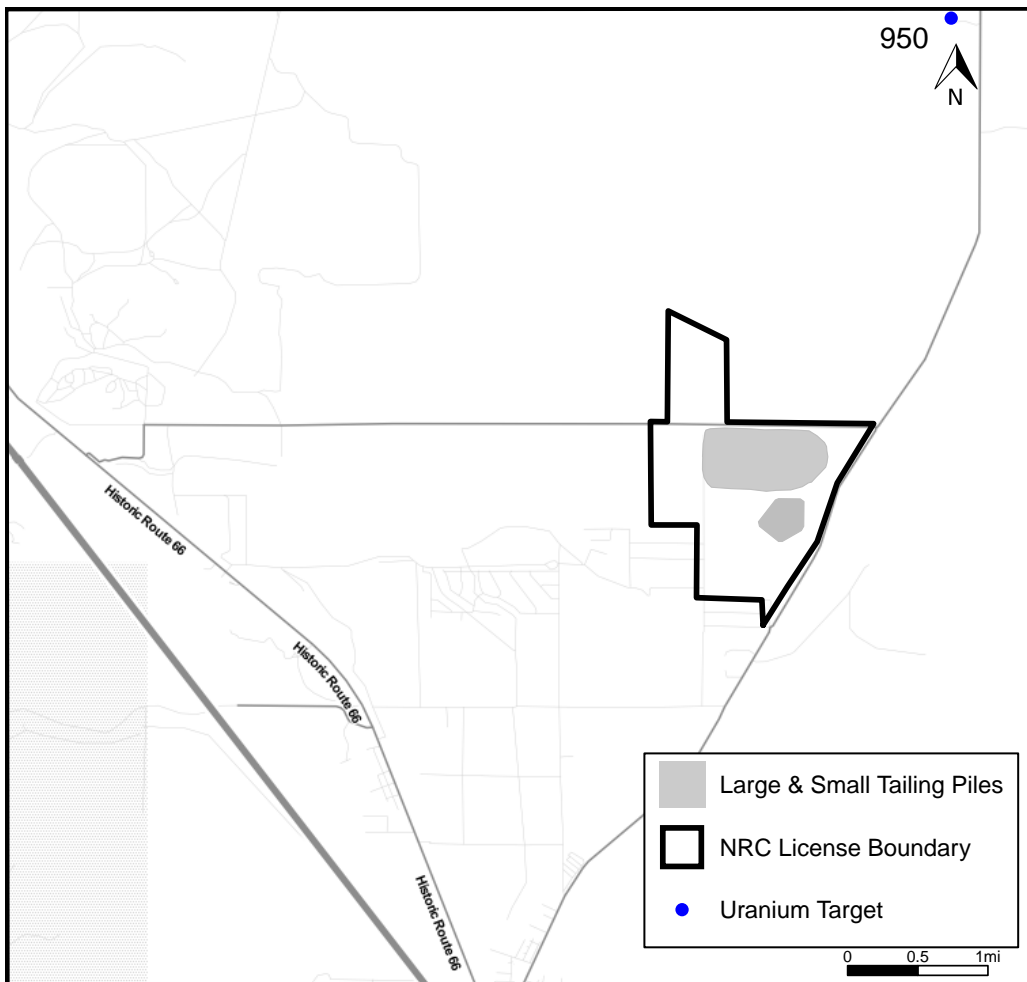 950
N
Historic Route 66
Historic Route 66
Historic Route 66
Large & Small Tailing Piles
NRC License Boundary
Uranium Target
0 0.5 1mi